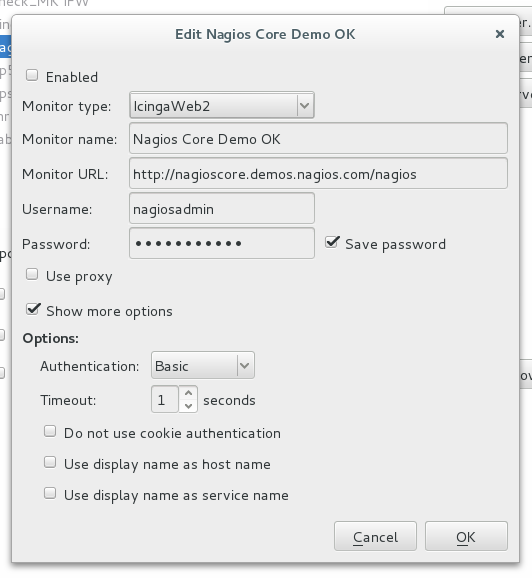 Edit Nagios Core Demo OK
Enabled
Monitor type: IcingaWeb2
Monitor name: Nagios Core Demo OK
Monitor URL: http://nagioscore.demos.nagios.com/nagios
Username: nagiosadmin
Password: ●●●●●●●●●●● Save password
Use proxy
Show more options
Options:
Authentication: Basic
Timeout: 1 seconds
Do not use cookie authentication
Use display name as host name
Use display name as service name
Cancel OK